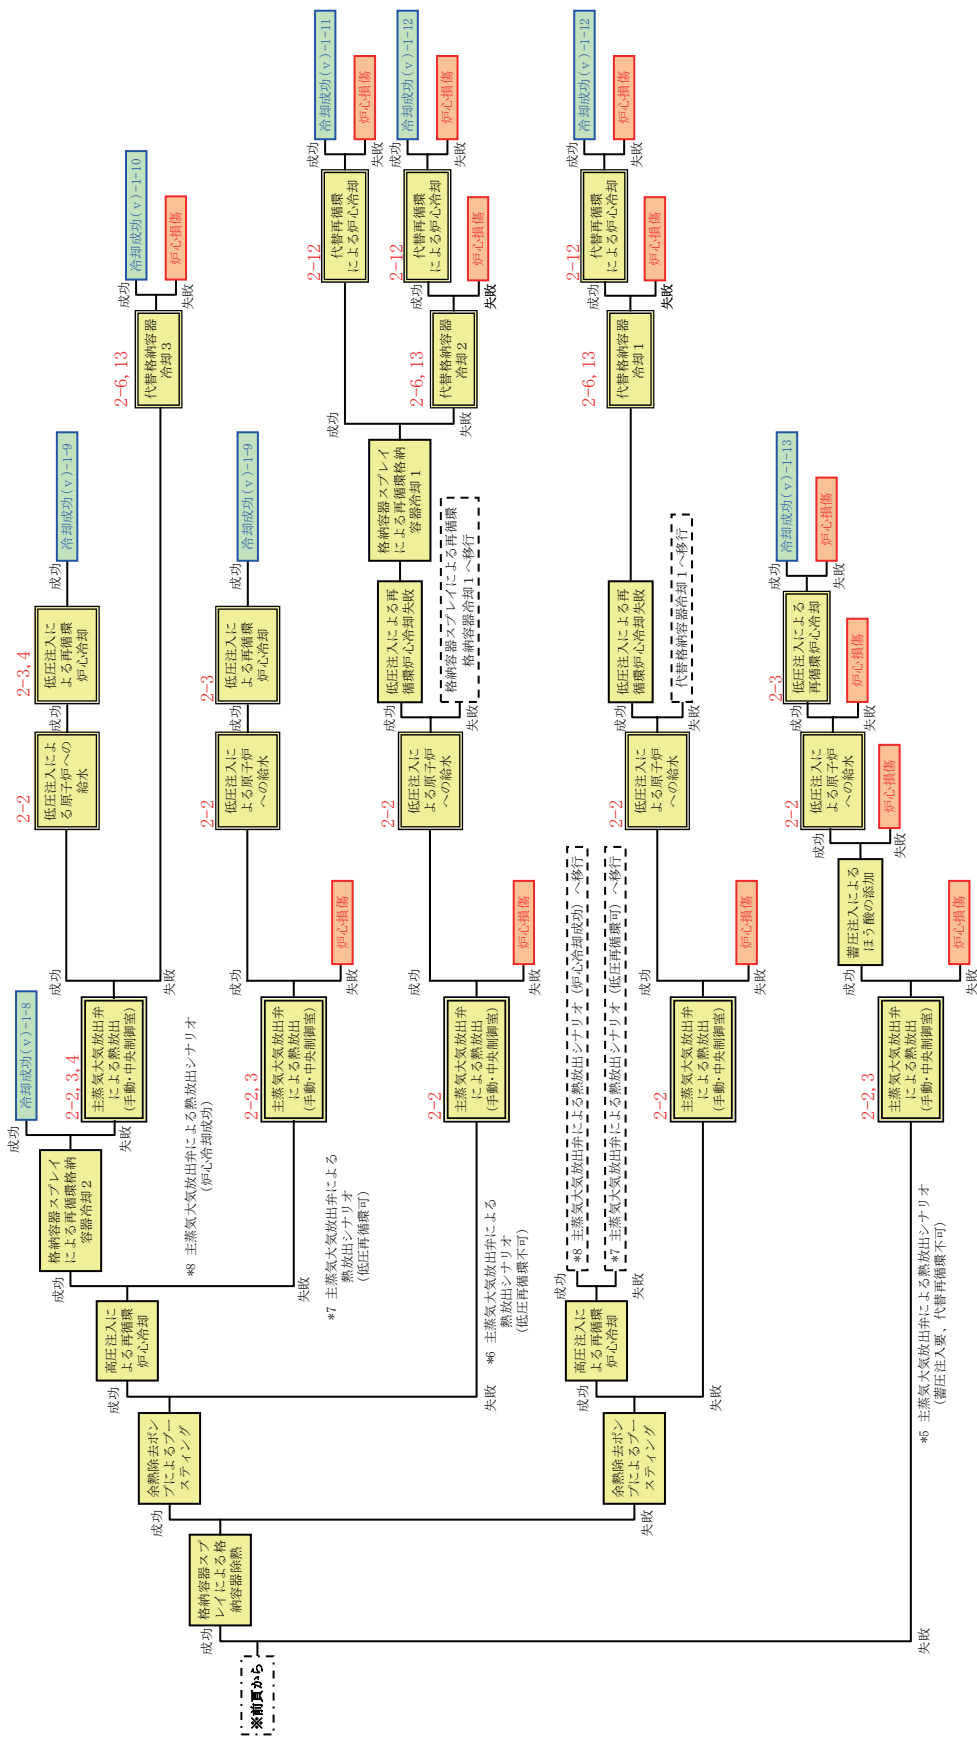 ※前頁から
成功
失敗
格納容器スプ
レイによる格
納容器除熱
成功
失敗
余熱除去ポン
プによるブー
スティング
成功
失敗
高圧注入に
よる再循環
炉心冷却
成功
失敗
格納容器スプレイ
による再循環格納
容器冷却２
成功
失敗
冷却成功(ⅴ)-1-8
*8 主蒸気大気放出弁による熱放出シナリオ
(炉心冷却成功)
2-2, 3, 4
主蒸気大気放出弁
による熱放出
(手動・中央制御室)
成功
失敗
2-2
低圧注入によ
る原子炉への
給水
成功
2-3, 4
低圧注入に
よる再循環
炉心冷却
成功
冷却成功(ⅴ)-1-9
2-6, 13
代替格納容器
冷却３
成功
失敗
冷却成功(ⅴ)-1-10
炉心損傷
*7 主蒸気大気放出弁による
熱放出シナリオ
(低圧再循環可)
2-2, 3
主蒸気大気放出弁
による熱放出
(手動・中央制御室)
成功
失敗
炉心損傷
2-2
低圧注入に
よる原子炉
への給水
成功
2-3
低圧注入に
よる再循環
炉心冷却
成功
冷却成功(ⅴ)-1-9
*6 主蒸気大気放出弁による
熱放出シナリオ
(低圧再循環不可)
2-2
主蒸気大気放出弁
による熱放出
(手動・中央制御室)
成功
失敗
炉心損傷
2-2
低圧注入に
よる原子炉
への給水
成功
失敗
低圧注入による再
循環炉心冷却失敗
格納容器スプレイによる再循環
格納容器冷却１へ移行
格納容器スプレイ
による再循環格納
容器冷却１
成功
失敗
2-12
代替再循環
による炉心冷却
成功
失敗
冷却成功(ⅴ)-1-11
炉心損傷
2-6, 13
代替格納容器
冷却２
成功
失敗
炉心損傷
2-12
代替再循環
による炉心冷却
成功
失敗
冷却成功(ⅴ)-1-12
炉心損傷
余熱除去ポン
プによるブー
スティング
成功
失敗
高圧注入に
よる再循環
炉心冷却
成功
失敗
*8 主蒸気大気放出弁による熱放出シナリオ (炉心冷却成功) へ移行
*7 主蒸気大気放出弁による熱放出シナリオ (低圧再循環可) へ移行
2-2
主蒸気大気放出弁
による熱放出
(手動・中央制御室)
成功
失敗
炉心損傷
2-2
低圧注入に
よる原子炉
への給水
成功
失敗
低圧注入による再
循環炉心冷却失敗
代替格納容器冷却１へ移行
2-6, 13
代替格納容器
冷却１
成功
失敗
炉心損傷
2-12
代替再循環
による炉心冷却
成功
失敗
冷却成功(ⅴ)-1-12
炉心損傷
*5 主蒸気大気放出弁による熱放出シナリオ
(蓄圧注入要、代替再循環不可)
2-2, 3
主蒸気大気放出弁
による熱放出
(手動・中央制御室)
成功
失敗
炉心損傷
蓄圧注入による
ほう酸の添加
成功
失敗
炉心損傷
2-2
低圧注入に
よる原子炉
への給水
成功
失敗
炉心損傷
2-3
低圧注入による
再循環炉心冷却
成功
失敗
冷却成功(ⅴ)-1-13
炉心損傷